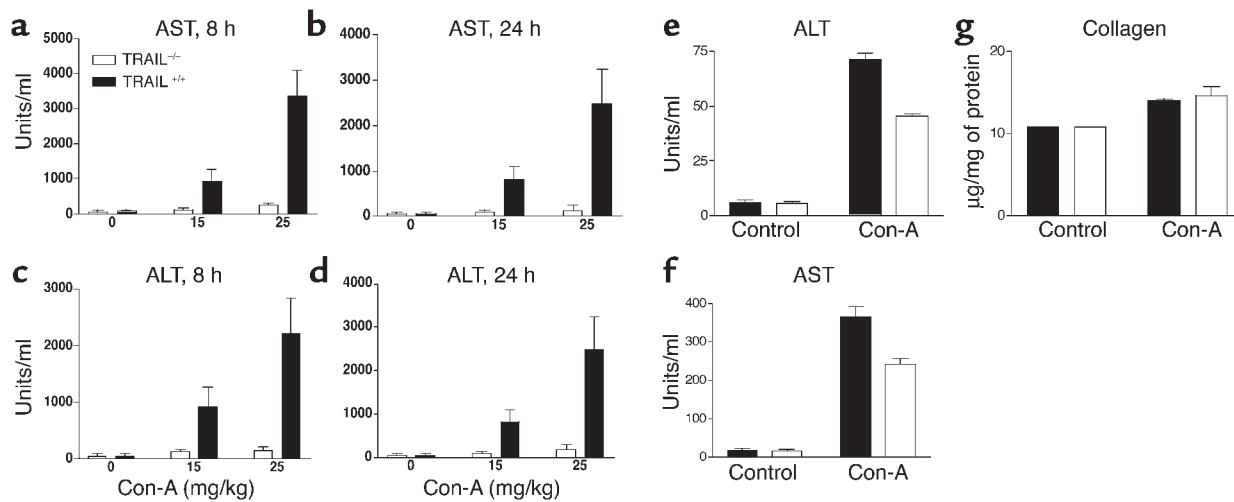 a AST, 8 h
5000
4000
3000
2000
1000
0
Units/ml
TRAIL–/–
TRAIL +/+
0 15 25
b AST, 24 h
4000
3000
2000
1000
0
0 15 25
c ALT, 8 h
3000
2000
1000
0
Units/ml
0 15 25
Con-A (mg/kg)
d ALT, 24 h
4000
3000
2000
1000
0
0 15 25
Con-A (mg/kg)
e ALT
75
50
25
0
Units/ml
Control Con-A
f AST
400
300
200
100
0
Units/ml
Control Con-A
g Collagen
20
10
0
µg/mg of protein
Control Con-A